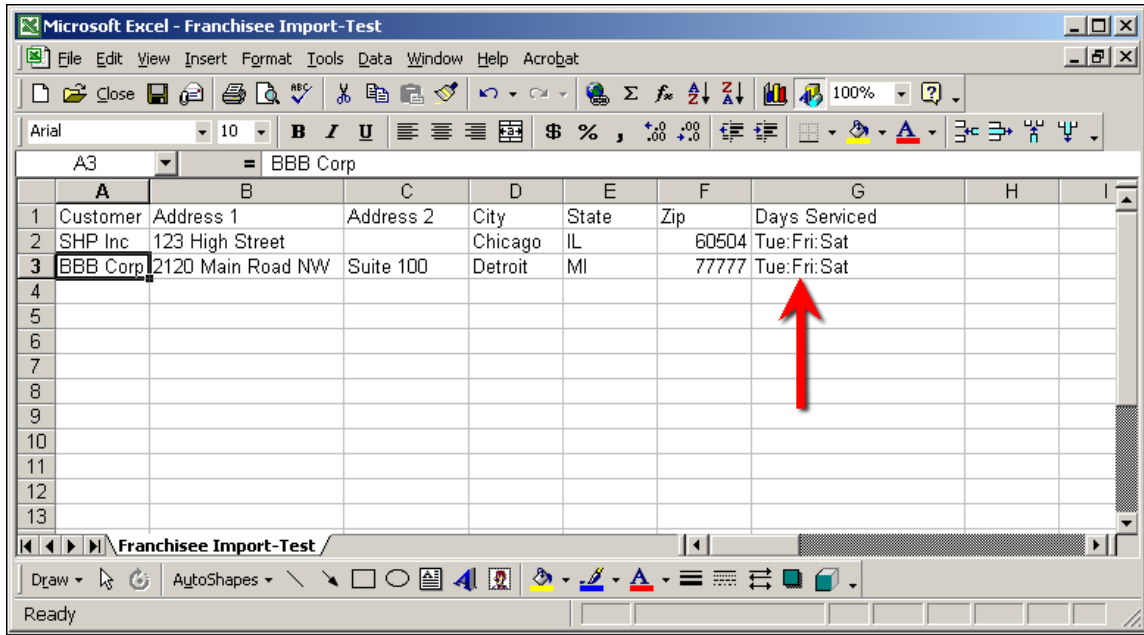 Microsoft Excel - Franchisee Import-Test
File Edit View Insert Format Tools Data Window Help Acrobat
Close ABC Σ fx 100%
Arial 10 B I U $ % , A
A3 = BBB Corp
A B C D E F G H I
1 Customer Address 1 Address 2 City State Zip Days Serviced
2 SHP Inc 123 High Street Chicago IL 60504 Tue:Fri:Sat
3 BBB Corp 2120 Main Road NW Suite 100 Detroit MI 77777 Tue:Fri:Sat
4
5
6
7
8
9
10
11
12
13
Franchisee Import-Test
Draw AutoShapes A A
Ready